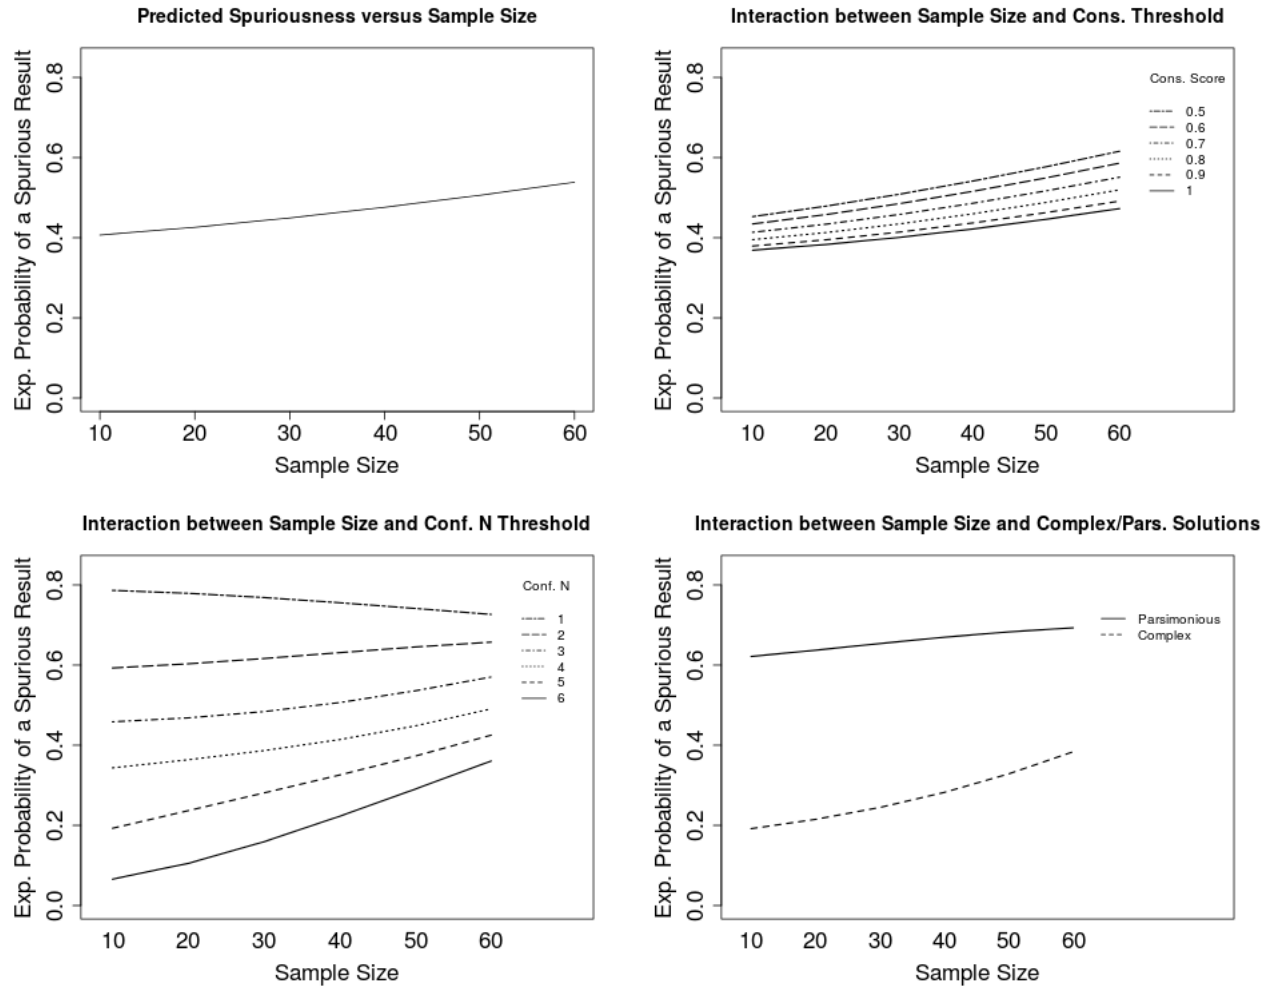 Predicted Spuriousness versus Sample Size
Exp. Probability of a Spurious Result
0.8
0.6
0.4
0.2
0.0
10 20 30 40 50 60
Sample Size
Interaction between Sample Size and Cons. Threshold
Exp. Probability of a Spurious Result
0.8
0.6
0.4
0.2
0.0
Cons. Score
0.5
0.6
0.7
0.8
0.9
1
10 20 30 40 50 60
Sample Size
Interaction between Sample Size and Conf. N Threshold
Exp. Probability of a Spurious Result
0.8
0.6
0.4
0.2
0.0
Conf. N
1
2
3
4
5
6
10 20 30 40 50 60
Sample Size
Interaction between Sample Size and Complex/Pars. Solutions
Exp. Probability of a Spurious Result
0.8
0.6
0.4
0.2
0.0
Parsimonious
Complex
10 20 30 40 50 60
Sample Size